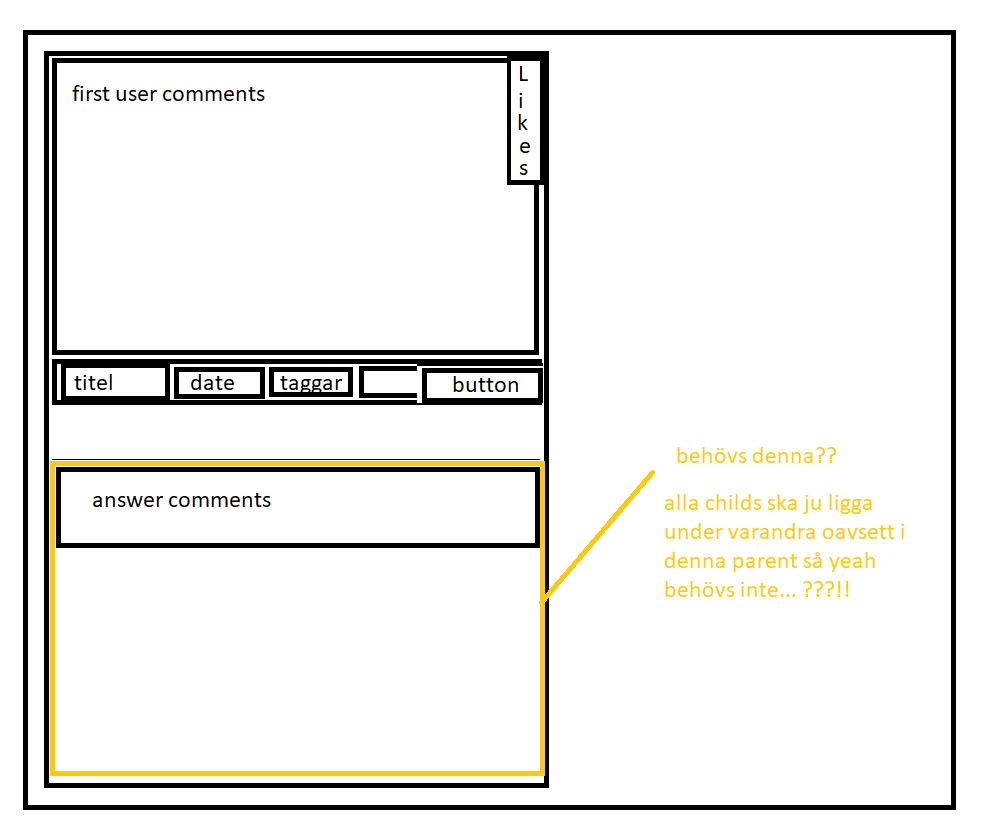 first user comments
L
i
k
e
s
titel
date
taggar
button
behövs denna??
answer comments
alla childs ska ju ligga
under varandra oavsett i
denna parent så yeah
behövs inte... ???!!